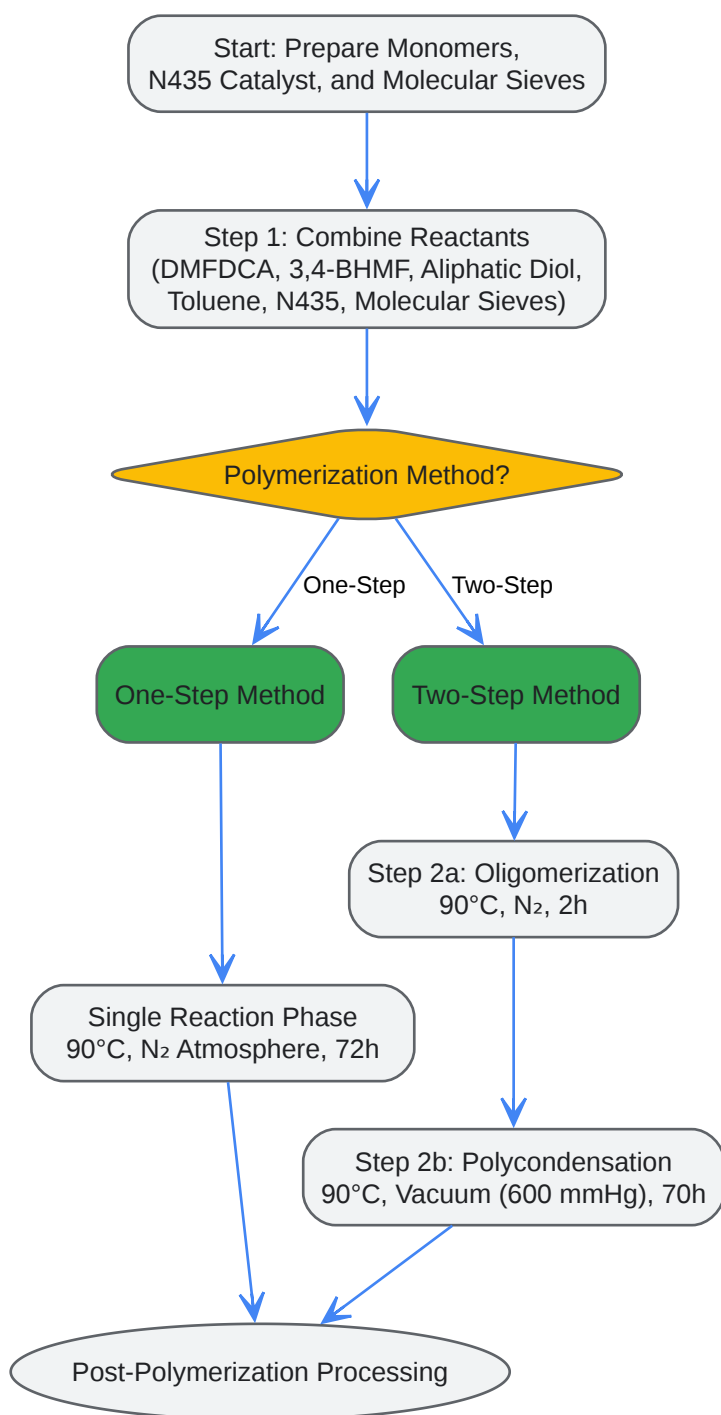 Start: Prepare Monomers,
N435 Catalyst, and Molecular Sieves
Step 1: Combine Reactants
(DMFDCA, 3,4-BHMF, Aliphatic Diol,
Toluene, N435, Molecular Sieves)
Polymerization Method?
One-Step
Two-Step
One-Step Method
Two-Step Method
Step 2a: Oligomerization
90°C, N₂, 2h
Single Reaction Phase
90°C, N₂ Atmosphere, 72h
Step 2b: Polycondensation
90°C, Vacuum (600 mmHg), 70h
Post-Polymerization Processing